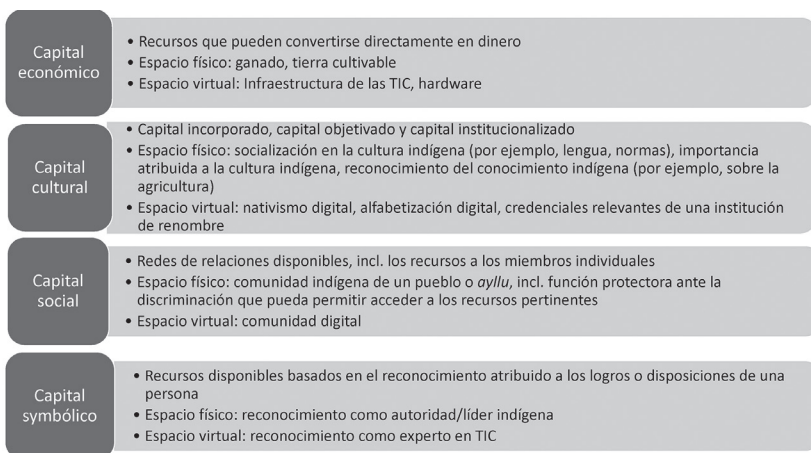 Capital
económico
• Recursos que pueden convertirse directamente en dinero
• Espacio físico: ganado, tierra cultivable
• Espacio virtual: Infraestructura de las TIC, hardware
Capital
cultural
• Capital incorporado, capital objetivado y capital institucionalizado
• Espacio físico: socialización en la cultura indígena (por ejemplo, lengua, normas), importancia
atribuida a la cultura indígena, reconocimiento del conocimiento indígena (por ejemplo, sobre la
agricultura)
• Espacio virtual: nativismo digital, alfabetización digital, credenciales relevantes de una institución
de renombre
Capital
social
• Redes de relaciones disponibles, incl. los recursos a los miembros individuales
• Espacio físico: comunidad indígena de un pueblo o ayllu, incl. función protectora ante la
discriminación que pueda permitir acceder a los recursos pertinentes
• Espacio virtual: comunidad digital
Capital
symbólico
• Recursos disponibles basados en el reconocimiento atribuido a los logros o disposiciones de una
persona
• Espacio físico: reconocimiento como autoridad/líder indígena
• Espacio virtual: reconocimiento como experto en TIC